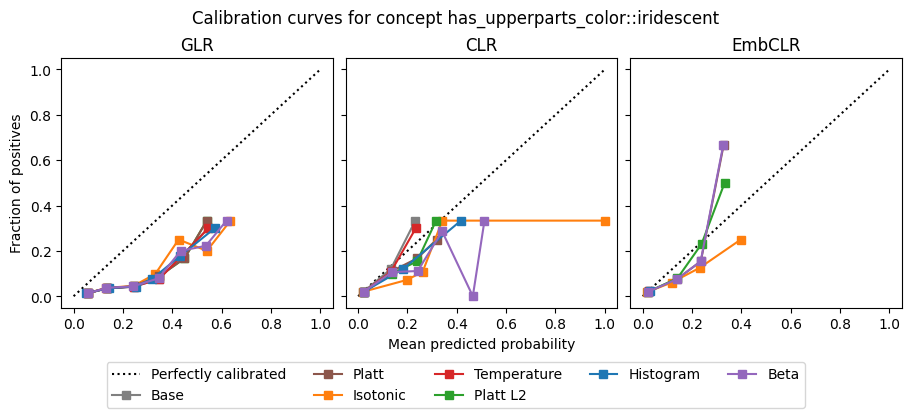 Calibration curves for concept has_upperparts_color::iridescent
GLR
CLR
EmbCLR
Fraction of positives
1.0
0.8
0.6
0.4
0.2
0.0
0.0 0.2 0.4 0.6 0.8 1.0
0.0 0.2 0.4 0.6 0.8 1.0
0.0 0.2 0.4 0.6 0.8 1.0
Mean predicted probability
Perfectly calibrated
Base
Platt
Isotonic
Temperature
Platt L2
Histogram
Beta